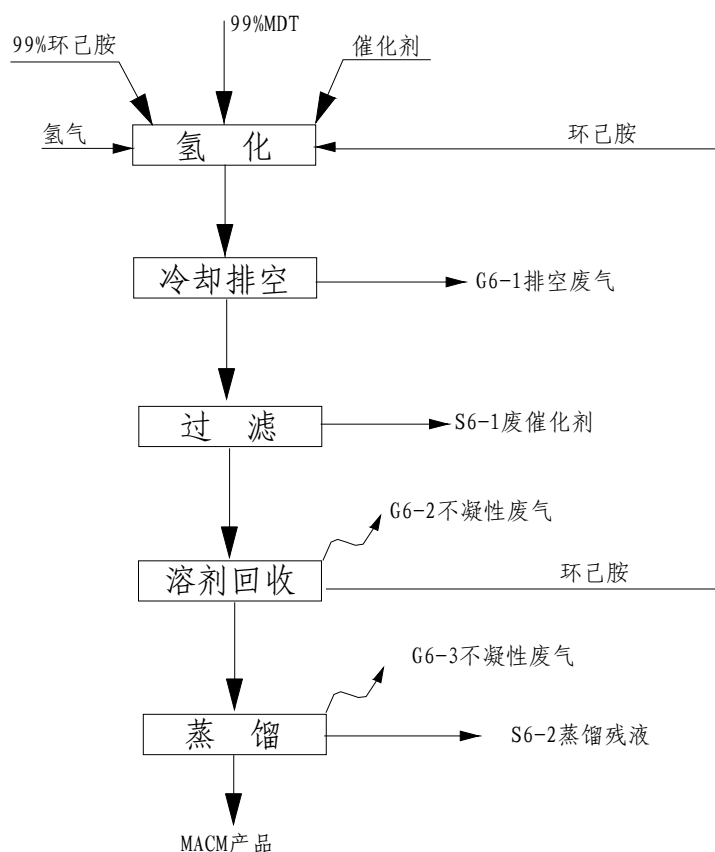 99%MDT
99%环己胺
催化剂
氢气
氢 化
环己胺
冷却排空
G6-1排空废气
过 滤
S6-1废催化剂
G6-2不凝性废气
溶剂回收
环己胺
G6-3不凝性废气
蒸 馏
S6-2蒸馏残液
MACM产品